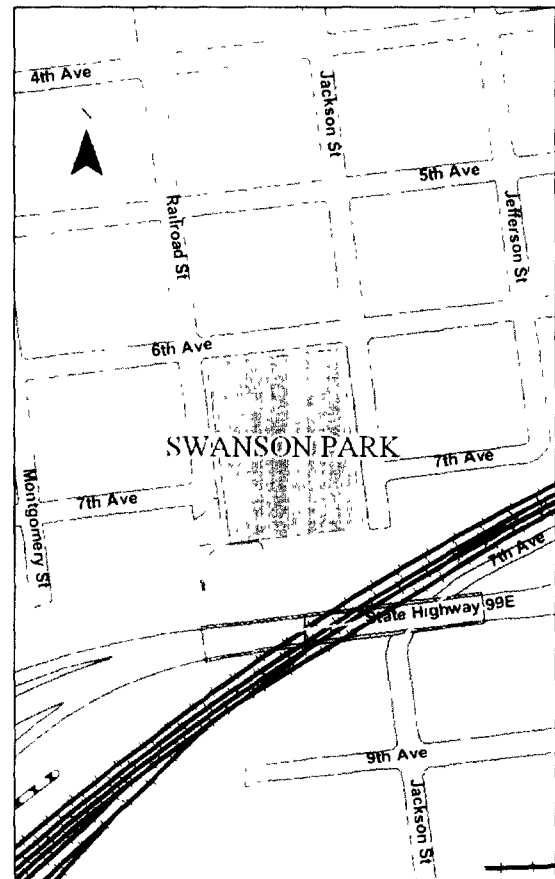 4th Ave
Jackson St
5th Ave
Railroad St
Jefferson St
6th Ave
SWANSON PARK
7th Ave
7th Ave
Montgomery St
7th Ave
State Highway 99E
9th Ave
Jackson St